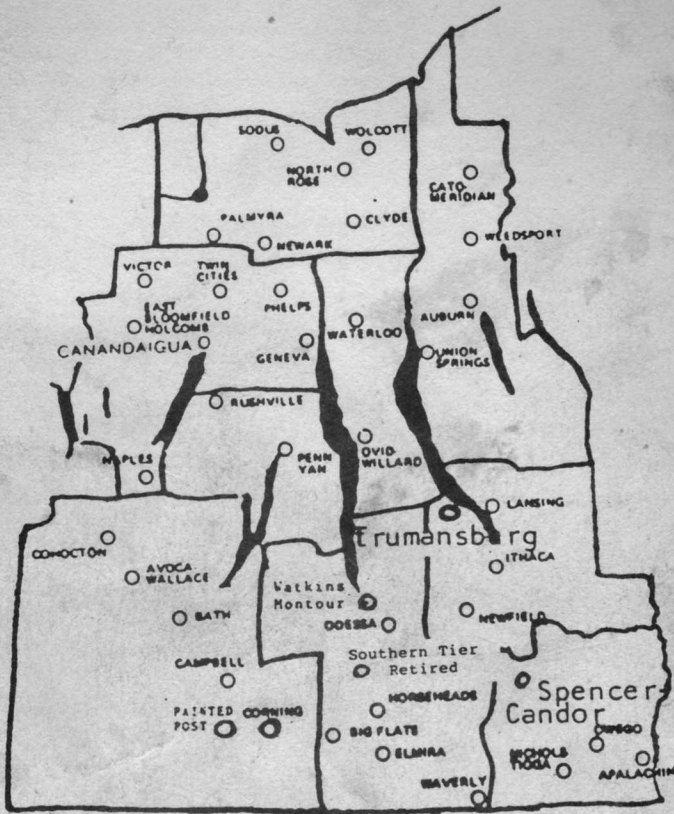 SODUS
WOLCOTT
NORTH
ROSE
CATO-
MERIDIAN
PALMYRA
CLYDE
NEWARK
WEEDSPORT
VICTOR
TWIN
CITIES
EAST
BLOOMFIELD
HOLCOMB
PHELPS
AUBURN
WATERLOO
CANANDAIGUA
GENEVA
UNION
SPRINGS
RUSHVILLE
NAPLES
PENN
YAN
OVID-
WILLARD
LANSING
Trumansburg
COHOCTON
ITHACA
AVOCA
WALLACE
Watkins
Montour
BATH
ODESSA
NEWFIELD
Southern Tier
Retired
CAMPBELL
Spencer-
Candor
HORSEHEADS
PAINTED
POST
CORNING
BIG FLATS
OWEGO
ELMIRA
NICHOLS
TIOGA
APALACHIN
WAVERLY